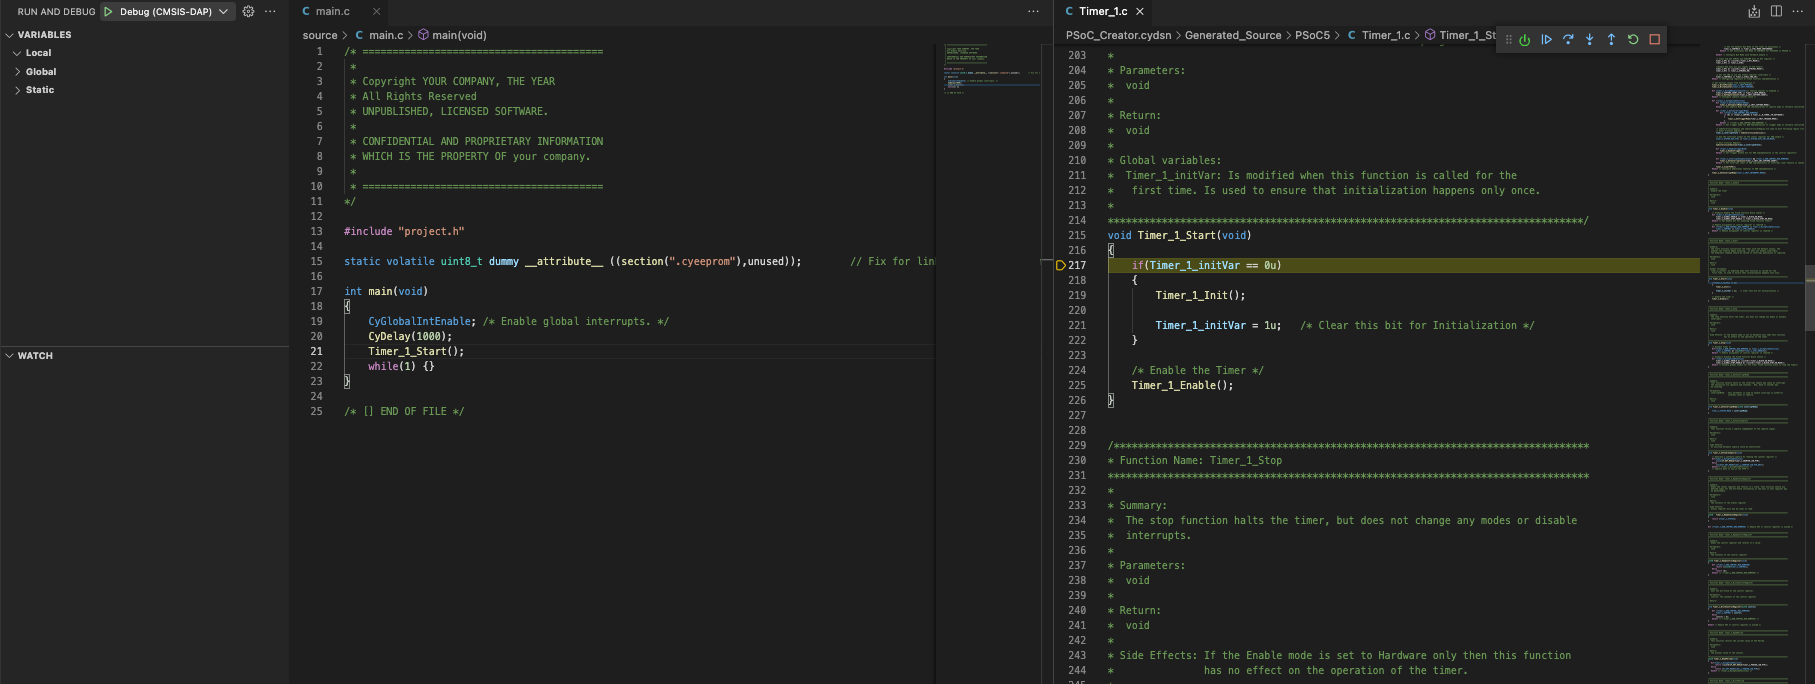 RUN AND DEBUG
Debug (CMSIS-DAP)
VARIABLES
Local
Global
Static
WATCH
main.c
source > main.c > main(void)
1 /* ========================================
2 *
3 * Copyright YOUR COMPANY, THE YEAR
4 * All Rights Reserved
5 * UNPUBLISHED, LICENSED SOFTWARE.
6 *
7 * CONFIDENTIAL AND PROPRIETARY INFORMATION
8 * WHICH IS THE PROPERTY OF your company.
9 *
10 * ========================================
11 */
12
13 #include "project.h"
14
15 static volatile uint8_t dummy __attribute__ ((section(".cyeeprom"),unused)); // Fix for lin
16
17 int main(void)
18 {
19 CyGlobalIntEnable; /* Enable global interrupts. */
20 CyDelay(1000);
21 Timer_1_Start();
22 while(1) {}
23 }
24
25 /* [] END OF FILE */
Timer_1.c
PSoC_Creator.cydsn > Generated_Source > PSoC5 > Timer_1.c > Timer_1_St
203 *
204 * Parameters:
205 * void
206 *
207 * Return:
208 * void
209 *
210 * Global variables:
211 * Timer_1_initVar: Is modified when this function is called for the
212 * first time. Is used to ensure that initialization happens only once.
213 *
214 *******************************************************************************/
215 void Timer_1_Start(void)
216 {
217 if(Timer_1_initVar == 0u)
218 {
219 Timer_1_Init();
220
221 Timer_1_initVar = 1u; /* Clear this bit for Initialization */
222 }
223
224 /* Enable the Timer */
225 Timer_1_Enable();
226 }
227
228
229 /*******************************************************************************
230 * Function Name: Timer_1_Stop
231 ********************************************************************************
232 *
233 * Summary:
234 * The stop function halts the timer, but does not change any modes or disable
235 * interrupts.
236 *
237 * Parameters:
238 * void
239 *
240 * Return:
241 * void
242 *
243 * Side Effects: If the Enable mode is set to Hardware only then this function
244 * has no effect on the operation of the timer.